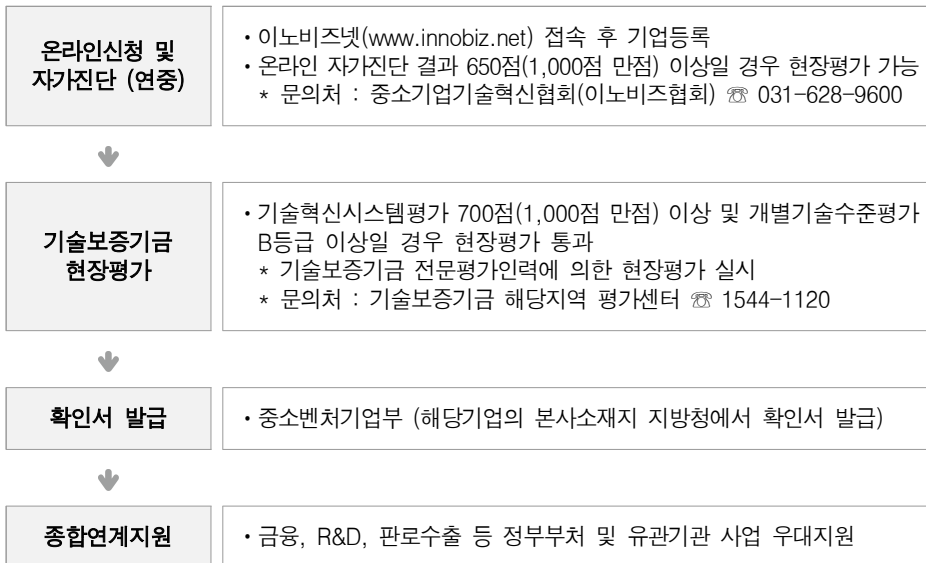 온라인신청 및
자가진단 (연중)
•이노비즈넷(www.innobiz.net) 접속 후 기업등록
•온라인 자가진단 결과 650점(1,000점 만점) 이상일 경우 현장평가 가능
* 문의처 : 중소기업기술혁신협회(이노비즈협회) ☏ 031-628-9600
기술보증기금
현장평가
•기술혁신시스템평가 700점(1,000점 만점) 이상 및 개별기술수준평가
B등급 이상일 경우 현장평가 통과
* 기술보증기금 전문평가인력에 의한 현장평가 실시
* 문의처 : 기술보증기금 해당지역 평가센터 ☏ 1544-1120
확인서 발급
•중소벤처기업부 (해당기업의 본사소재지 지방청에서 확인서 발급)
종합연계지원
•금융, R&D, 판로수출 등 정부부처 및 유관기관 사업 우대지원